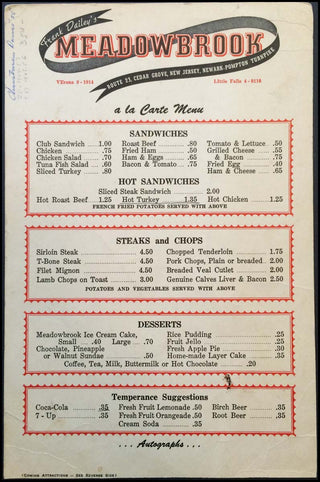 Frank Dailey's
MEADOWBROOK
ROUTE 23, CEDAR GROVE, NEW JERSEY, NEWARK-POMPTON TURNPIKE
Little Falls 4-
a la Carte Menu
SANDWICHES
Club Sandwich 1.00 Roast Beef .80 Tomato & Lettuce .50
Chicken .75 Fried Ham .50 Grilled Cheese .55
Chicken Salad .70 Ham & Eggs .65 & Bacon .75
Tuna Fish Salad .60 Bacon & Tomato .75 Fried Egg .40
Sliced Turkey .80 Ham & Cheese .65
HOT SANDWICHES
Sliced Steak Sandwich 2.00
Hot Roast Beef 1.25 Hot Turkey 1.35 Hot Chicken 1.25
FRENCH FRIED POTATOES SERVED WITH ABOVE
STEAKS and CHOPS
Sirloin Steak 4.50 Chopped Tenderloin 1.75
T-Bone Steak 4.50 Pork Chops, Plain or breaded 2.00
Filet Mignon 4.50 Breaded Veal Cutlet 2.00
Lamb Chops on Toast 3.00 Genuine Calves Liver & Bacon 2.50
POTATOES AND VEGETABLES SERVED WITH ABOVE
DESSERTS
Meadowbrook Ice Cream Cake, Rice Pudding .25
Small .40 Large .70 Fruit Jello .25
Chocolate, Pineapple Fresh Apple Pie .30
or Walnut Sundae .50 Home-made Layer Cake .35
Coffee, Tea, Milk, Buttermilk or Hot Chocolate .20
Temperance Suggestions
Coca-Cola .35 Fresh Fruit Lemonade .50 Birch Beer .35
7 - Up .35 Fresh Fruit Orangeade .50 Root Beer .35
Cream Soda .35
... Autographs ...
(COMING ATTRACTIONS - SEE REVERSE SIDE)